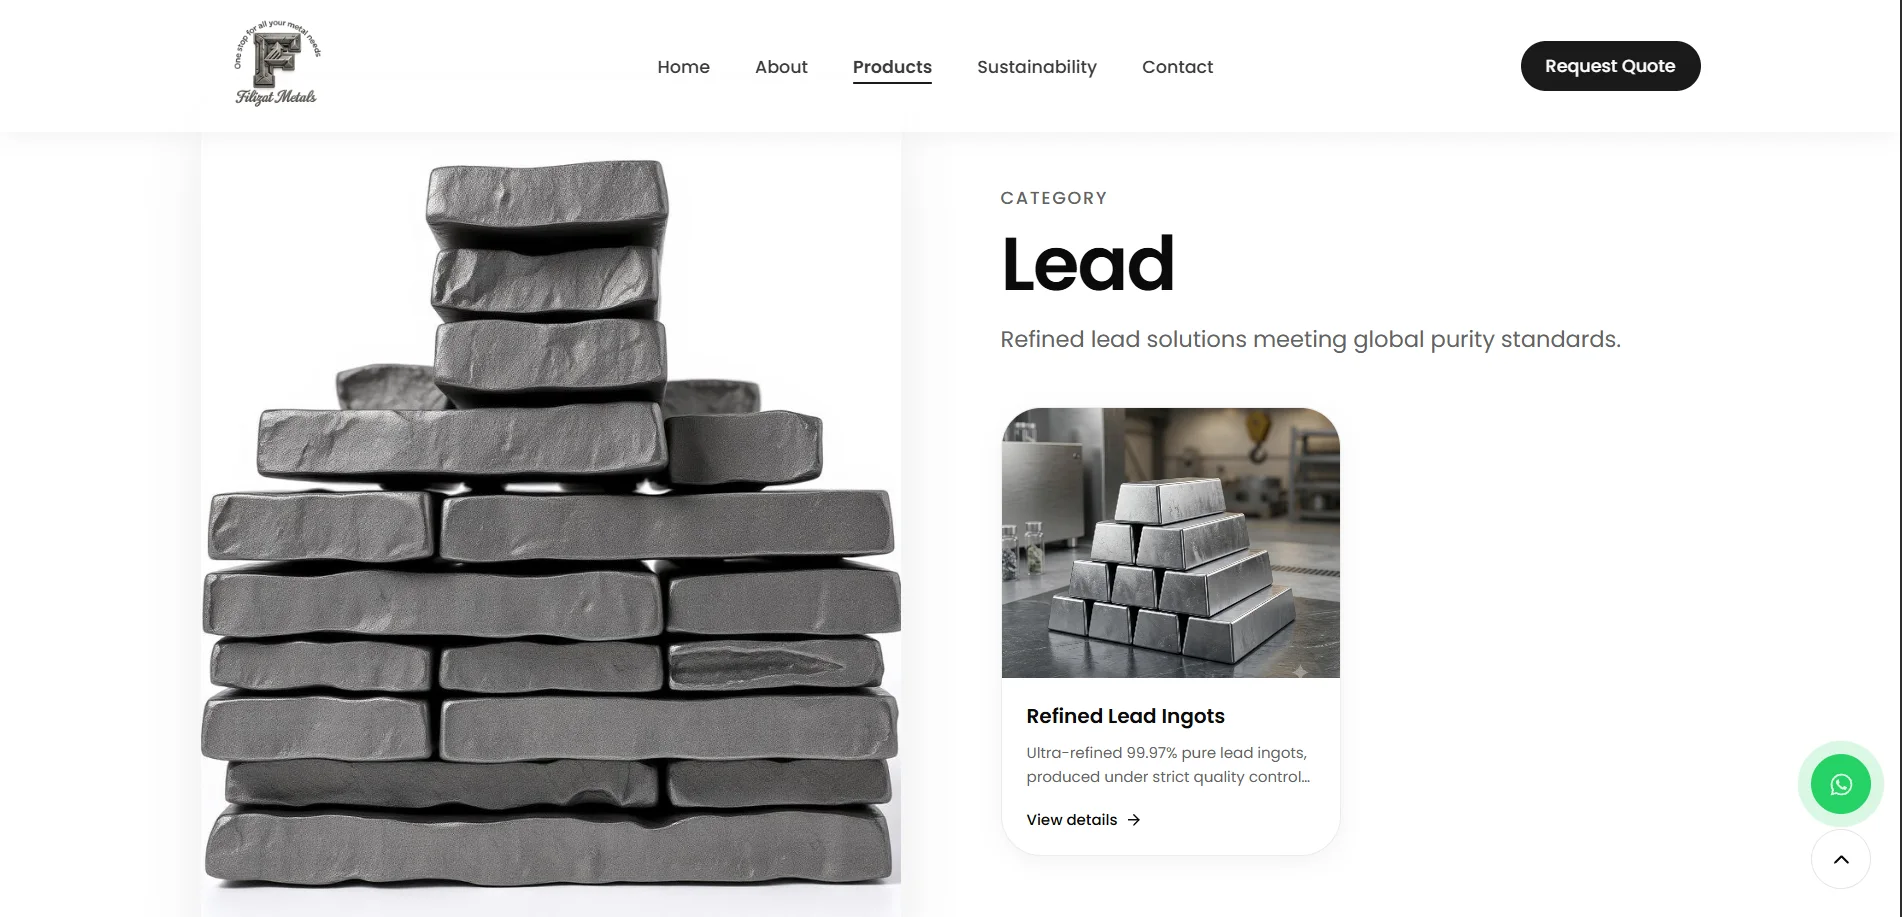 One stop for all your metal needs
F
Filizat Metals
Home
About
Products
Sustainability
Contact
Request Quote
CATEGORY
Lead
Refined lead solutions meeting global purity standards.
Refined Lead Ingots
Ultra-refined 99.97% pure lead ingots,
produced under strict quality control...
View details →